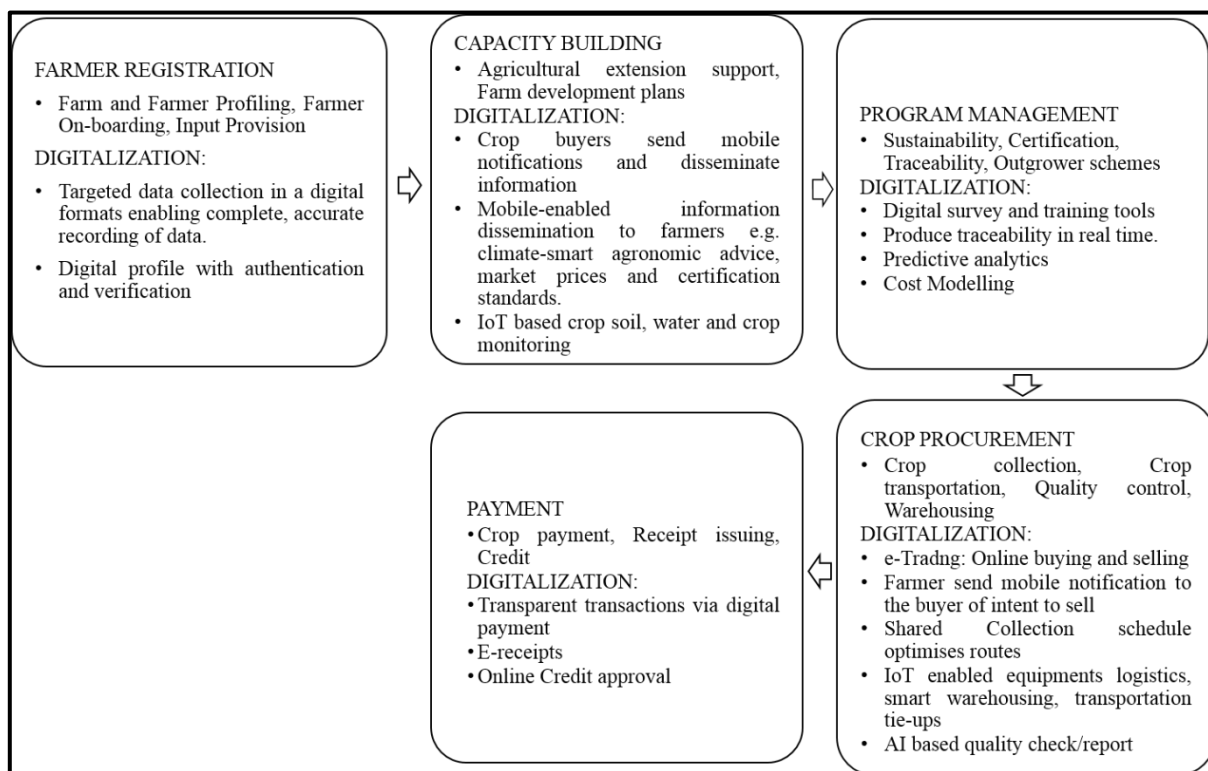 FARMER REGISTRATION
• Farm and Farmer Profiling, Farmer
On-boarding, Input Provision
DIGITALIZATION:
• Targeted data collection in a digital
formats enabling complete, accurate
recording of data.
• Digital profile with authentication
and verification
CAPACITY BUILDING
• Agricultural extension support,
Farm development plans
DIGITALIZATION:
• Crop buyers send mobile
notifications and disseminate
information
• Mobile-enabled information
dissemination to farmers e.g.
climate-smart agronomic advice,
market prices and certification
standards.
• IoT based crop soil, water and crop
monitoring
PROGRAM MANAGEMENT
• Sustainability, Certification,
Traceability, Outgrower schemes
DIGITALIZATION:
• Digital survey and training tools
• Produce traceability in real time.
• Predictive analytics
• Cost Modelling
CROP PROCUREMENT
• Crop collection, Crop
transportation, Quality control,
Warehousing
DIGITALIZATION:
• e-Tradng: Online buying and selling
• Farmer send mobile notification to
the buyer of intent to sell
• Shared Collection schedule
optimises routes
• IoT enabled equipments logistics,
smart warehousing, transportation
tie-ups
• AI based quality check/report
PAYMENT
• Crop payment, Receipt issuing,
Credit
DIGITALIZATION:
• Transparent transactions via digital
payment
• E-receipts
• Online Credit approval